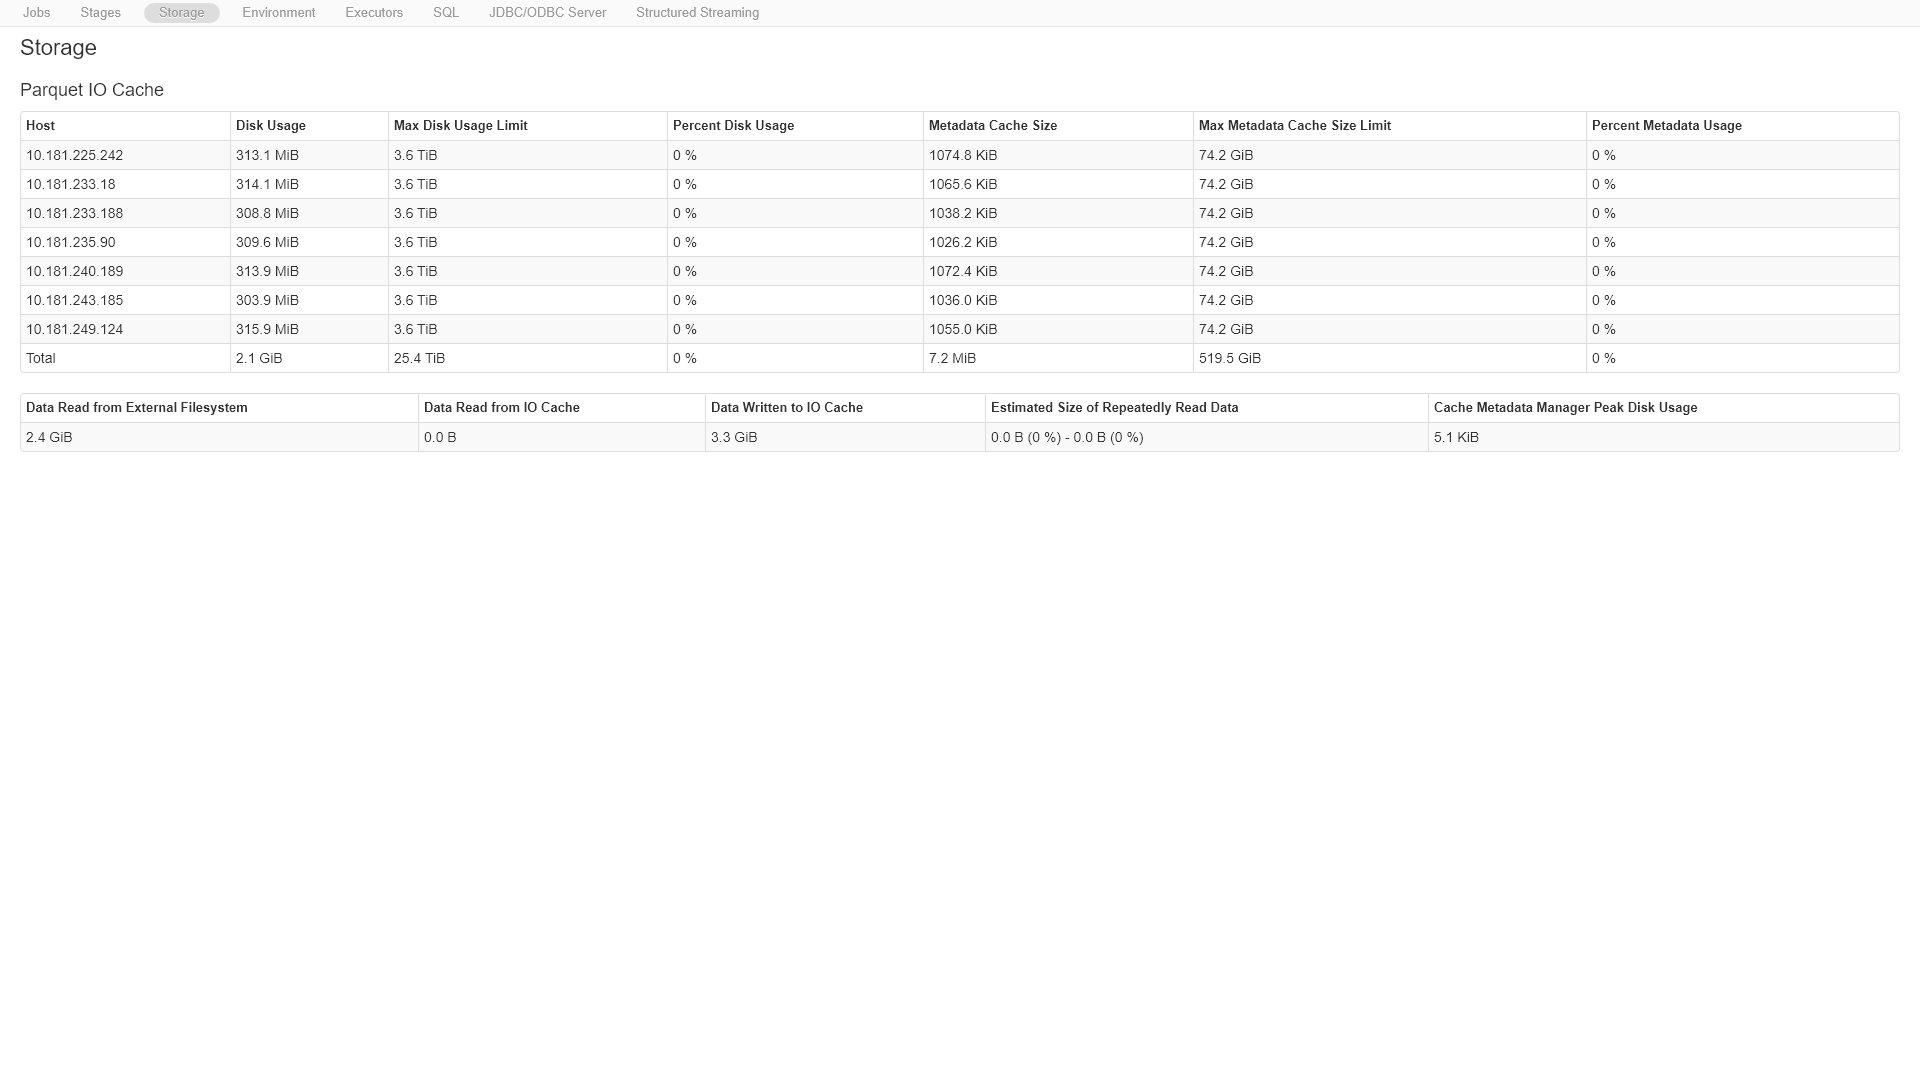 Jobs Stages Storage Environment Executors SQL JDBC/ODBC Server Structured Streaming
Storage
Parquet IO Cache
Host Disk Usage Max Disk Usage Limit Percent Disk Usage Metadata Cache Size Max Metadata Cache Size Limit Percent Metadata Usage
10.181.225.242 313.1 MiB 3.6 TiB 0 % 1074.8 KiB 74.2 GiB 0 %
10.181.233.18 314.1 MiB 3.6 TiB 0 % 1065.6 KiB 74.2 GiB 0 %
10.181.233.188 308.8 MiB 3.6 TiB 0 % 1038.2 KiB 74.2 GiB 0 %
10.181.235.90 309.6 MiB 3.6 TiB 0 % 1026.2 KiB 74.2 GiB 0 %
10.181.240.189 313.9 MiB 3.6 TiB 0 % 1072.4 KiB 74.2 GiB 0 %
10.181.243.185 303.9 MiB 3.6 TiB 0 % 1036.0 KiB 74.2 GiB 0 %
10.181.249.124 315.9 MiB 3.6 TiB 0 % 1055.0 KiB 74.2 GiB 0 %
Total 2.1 GiB 25.4 TiB 0 % 7.2 MiB 519.5 GiB 0 %
Data Read from External Filesystem Data Read from IO Cache Data Written to IO Cache Estimated Size of Repeatedly Read Data Cache Metadata Manager Peak Disk Usage
2.4 GiB 0.0 B 3.3 GiB 0.0 B (0 %) - 0.0 B (0 %) 5.1 KiB